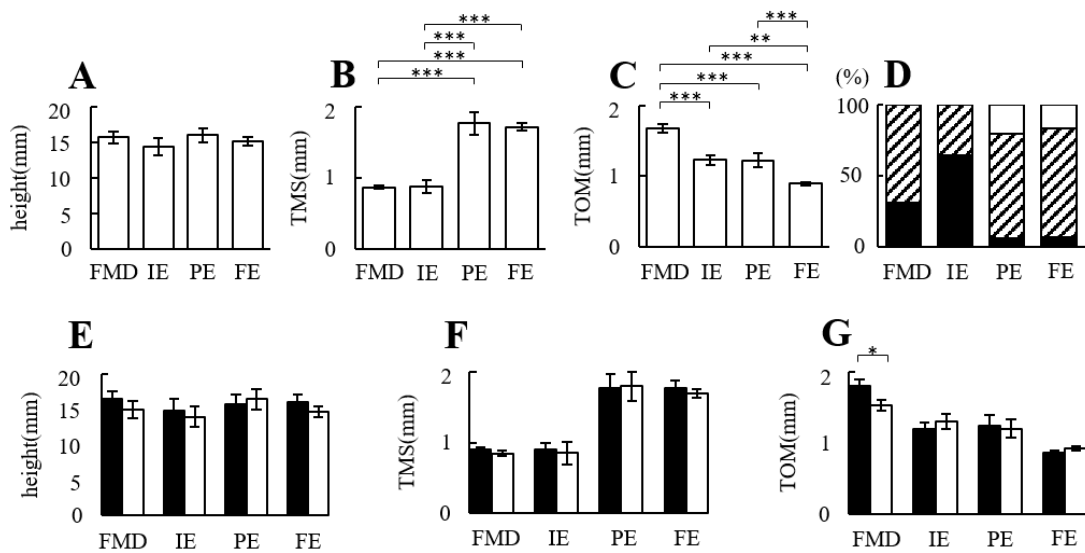 A
height(mm)
20
15
10
5
0
FMD IE PE FE
B
***
***
***
***
TMS(mm)
2
1
0
FMD IE PE FE
C
***
**
***
***
***
TOM(mm)
2
1
0
FMD IE PE FE
D
(%)
100
50
0
FMD IE PE FE
E
height(mm)
20
15
10
5
0
FMD IE PE FE
F
TMS(mm)
2
1
0
FMD IE PE FE
G
*
TOM(mm)
2
1
0
FMD IE PE FE